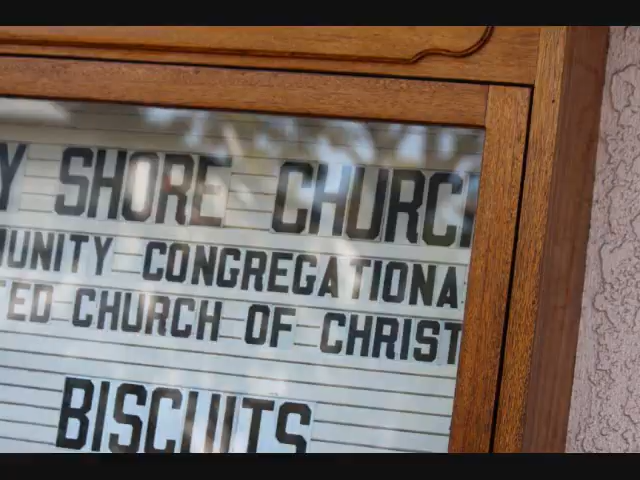 Y SHORE CHURC
UNITY CONGREGATIONA
ED CHURCH OF CHRIST
BISCUITS